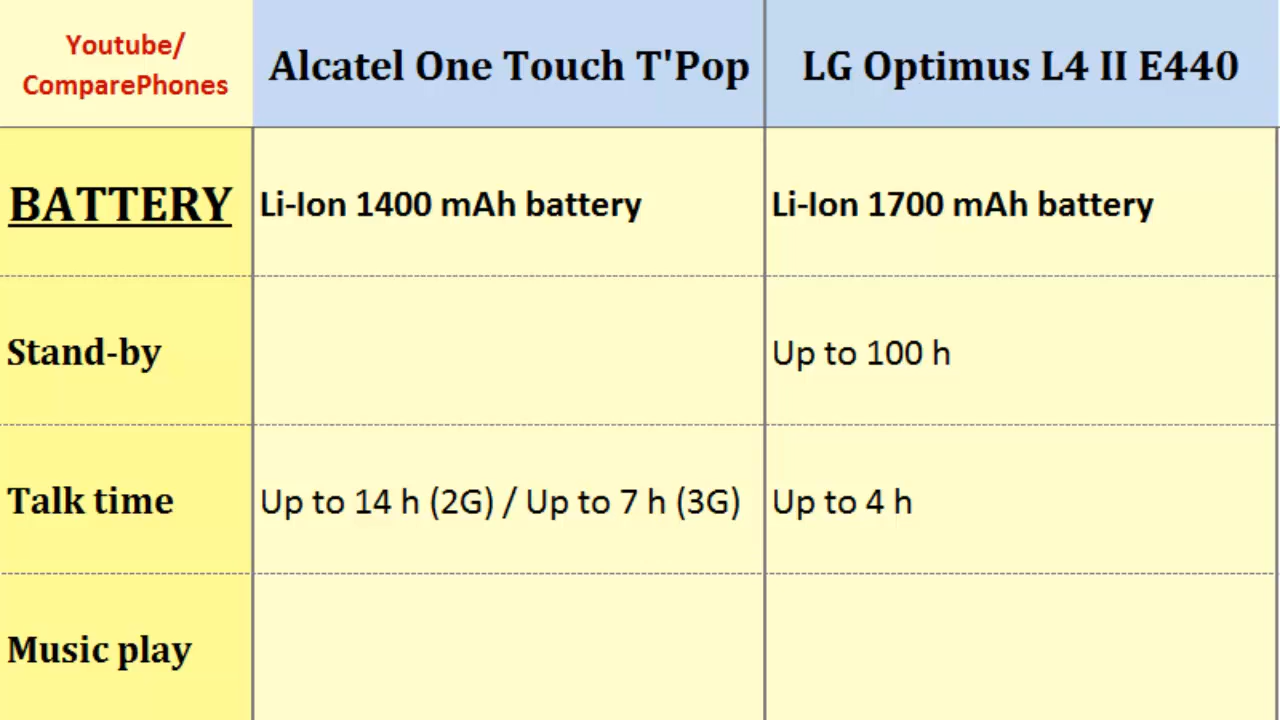 Youtube/
ComparePhones
Alcatel One Touch T'Pop
LG Optimus L4 II E440
BATTERY
Li-Ion 1400 mAh battery
Li-Ion 1700 mAh battery
Stand-by
Up to 100 h
Talk time
Up to 14 h (2G) / Up to 7 h (3G)
Up to 4 h
Music play